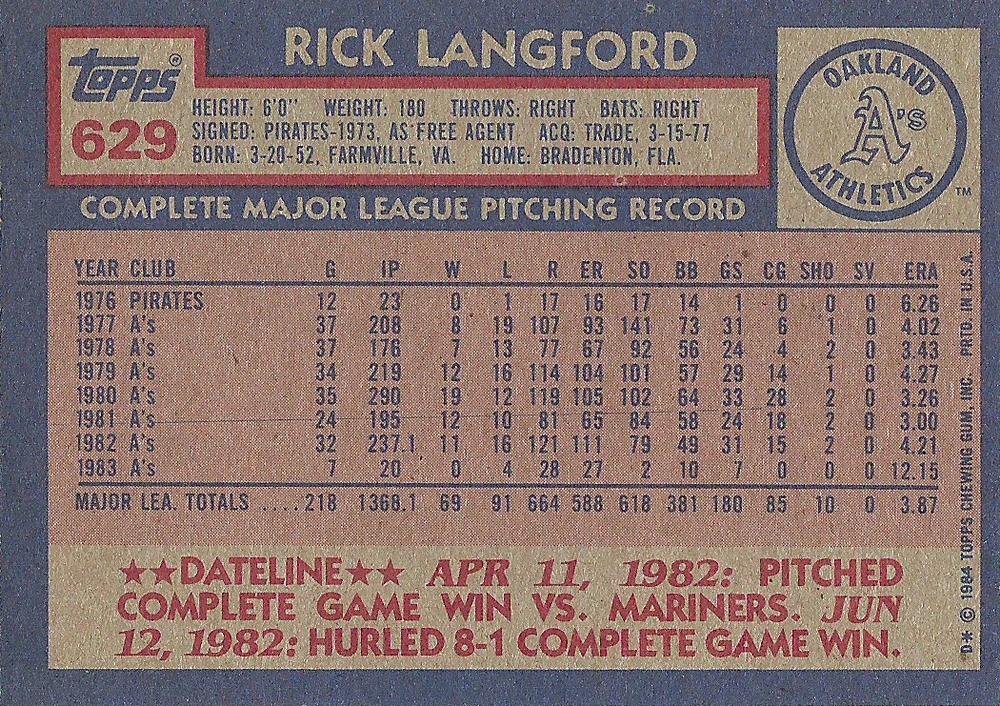 RICK LANGFORD
Topps®
629
HEIGHT: 6'0" WEIGHT: 180 THROWS: RIGHT BATS: RIGHT
SIGNED: PIRATES-1973, AS FREE AGENT ACQ: TRADE, 3-15-77
BORN: 3-20-52, FARMVILLE, VA. HOME: BRADENTON, FLA.
OAKLAND
A's
ATHLETICS
TM
COMPLETE MAJOR LEAGUE PITCHING RECORD
YEAR CLUB G IP W L R ER SO BB GS CG SHO SV ERA
1976 PIRATES 12 23 0 1 17 16 17 14 1 0 0 0 6.26
1977 A's 37 208 8 19 107 93 141 73 31 6 1 0 4.02
1978 A's 37 176 7 13 77 67 92 56 24 4 2 0 3.43
1979 A's 34 219 12 16 114 104 101 57 29 14 1 0 4.27
1980 A's 35 290 19 12 119 105 102 64 33 28 2 0 3.26
1981 A's 24 195 12 10 81 65 84 58 24 18 2 0 3.00
1982 A's 32 237.1 11 16 121 111 79 49 31 15 2 0 4.21
1983 A's 7 20 0 4 28 27 2 10 7 0 0 0 12.15
MAJOR LEA. TOTALS .... 218 1368.1 69 91 664 588 618 381 180 85 10 0 3.87
★★DATELINE★★ APR 11, 1982: PITCHED
COMPLETE GAME WIN VS. MARINERS. JUN
12, 1982: HURLED 8-1 COMPLETE GAME WIN.
D* © 1984 TOPPS CHEWING GUM, INC. PRTD. IN U.S.A.